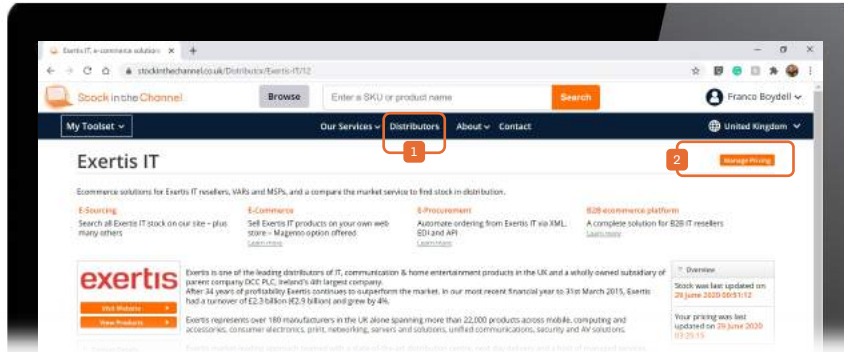 Exertis IT, e-commerce solution
stockinthechannel.co.uk/Distributor/Exertis-IT/12
Stock in the Channel
Browse
Enter a SKU or product name
Search
Franco Boydell
My Toolset
Our Services
Distributors
About
Contact
United Kingdom
1
2
Exertis IT
Manage Pricing
Ecommerce solutions for Exertis IT resellers, VARs and MSPs, and a compare the market service to find stock in distribution.
E-Sourcing
Search all Exertis IT stock on our site – plus
many others
E-Commerce
Sell Exertis IT products on your own web
store – Magento option offered
Learn more
E-Procurement
Automate ordering from Exertis IT via XML,
EDI and API
Learn more
B2B ecommerce platform
A complete solution for B2B IT resellers
Learn more
exertis
Visit Website
View Products
Exertis is one of the leading distributors of IT, communication & home entertainment products in the UK and a wholly owned subsidiary of
parent company DCC PLC, Ireland's 4th largest company.
After 34 years of profitability Exertis continues to outperform the market. In our most recent financial year to 31st March 2015, Exertis
had a turnover of £2.3 billion (€2.9 billion) and grew by 4%.
Exertis represents over 180 manufacturers in the UK alone spanning more than 22,000 products across mobile, computing and
accessories, consumer electronics, print, networking, servers and solutions, unified communications, security and AV solutions.
Overview
Stock was last updated on
29 June 2020 08:51:12
Your pricing was last
updated on 29 June 2020